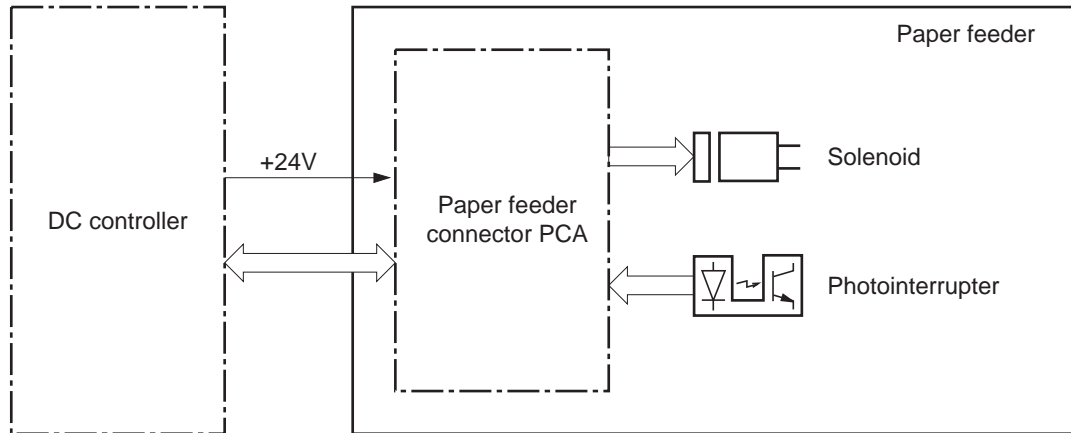 Paper feeder
+24V
Solenoid
DC controller
Paper feeder
connector PCA
Photointerrupter